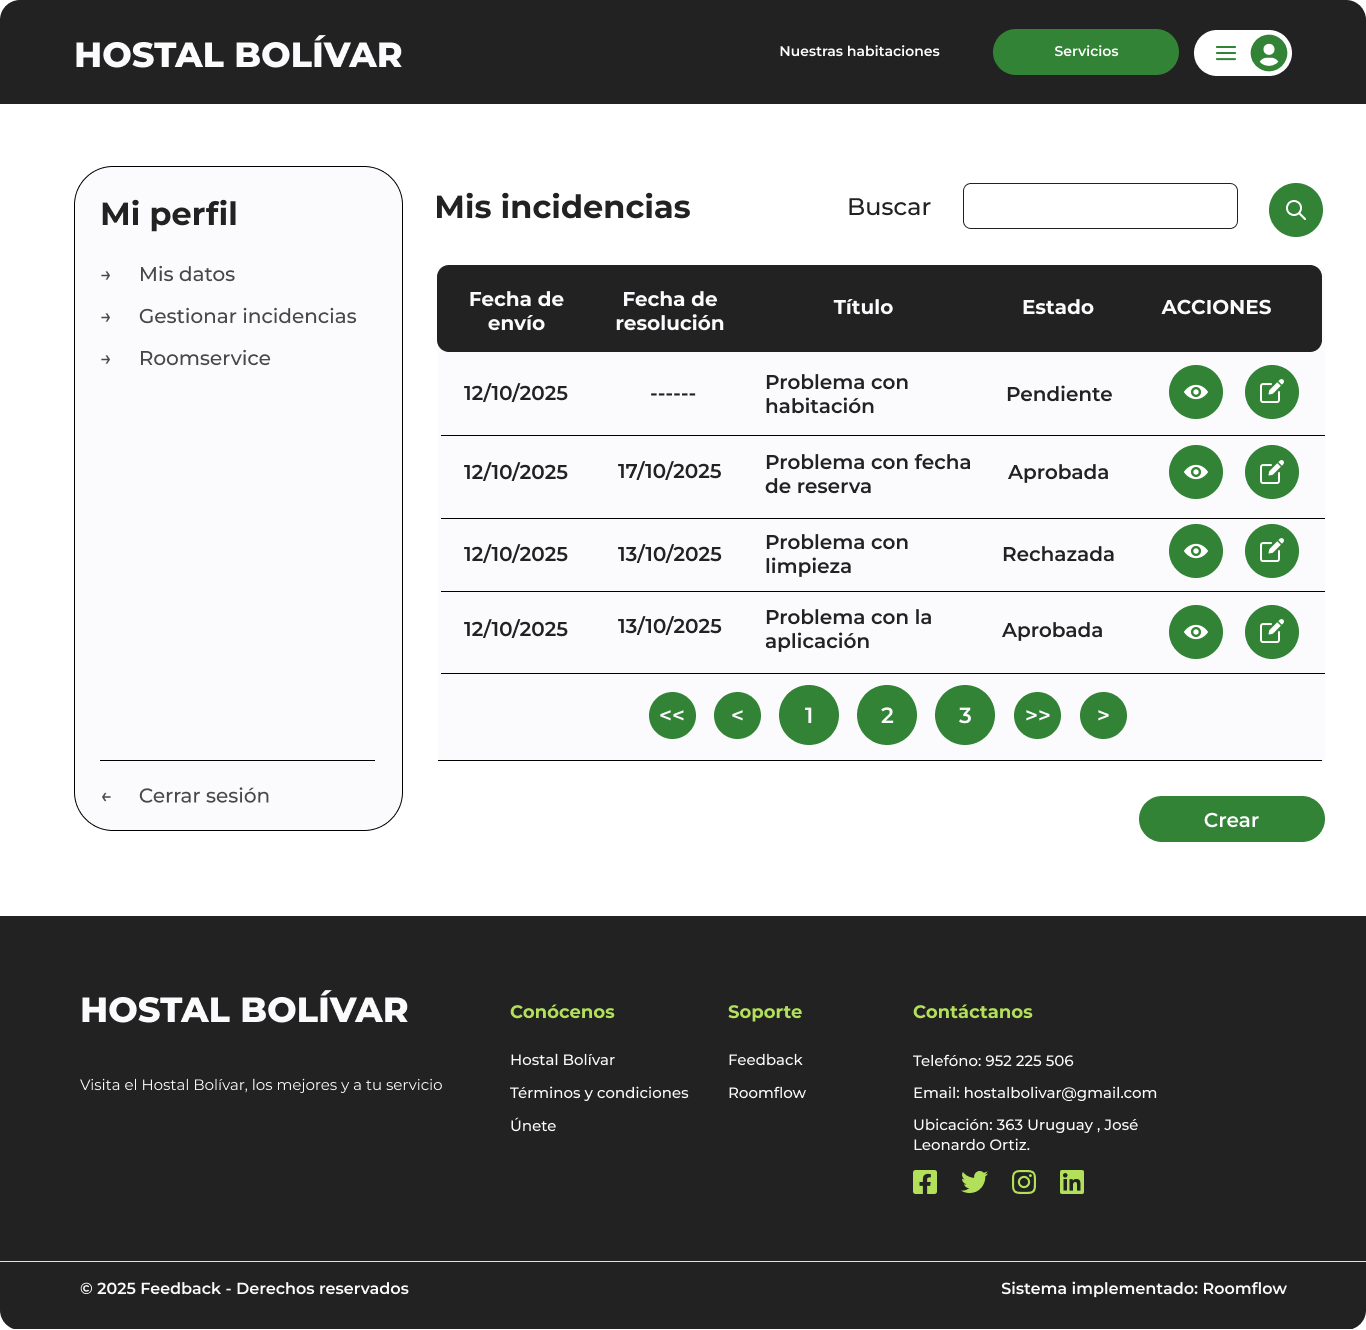 HOSTAL BOLÍVAR
Nuestras habitaciones
Servicios
Mi perfil
→ Mis datos
→ Gestionar incidencias
→ Roomservice
← Cerrar sesión
Mis incidencias
Buscar
Fecha de
envío
Fecha de
resolución
Título
Estado
ACCIONES
12/10/2025
------
Problema con
habitación
Pendiente
12/10/2025
17/10/2025
Problema con fecha
de reserva
Aprobada
12/10/2025
13/10/2025
Problema con
limpieza
Rechazada
12/10/2025
13/10/2025
Problema con la
aplicación
Aprobada
<< < 1 2 3 >> >
Crear
HOSTAL BOLÍVAR
Visita el Hostal Bolívar, los mejores y a tu servicio
Conócenos
Hostal Bolívar
Términos y condiciones
Únete
Soporte
Feedback
Roomflow
Contáctanos
Telefóno: 952 225 506
Email: hostalbolivar@gmail.com
Ubicación: 363 Uruguay , José
Leonardo Ortiz.
© 2025 Feedback - Derechos reservados
Sistema implementado: Roomflow